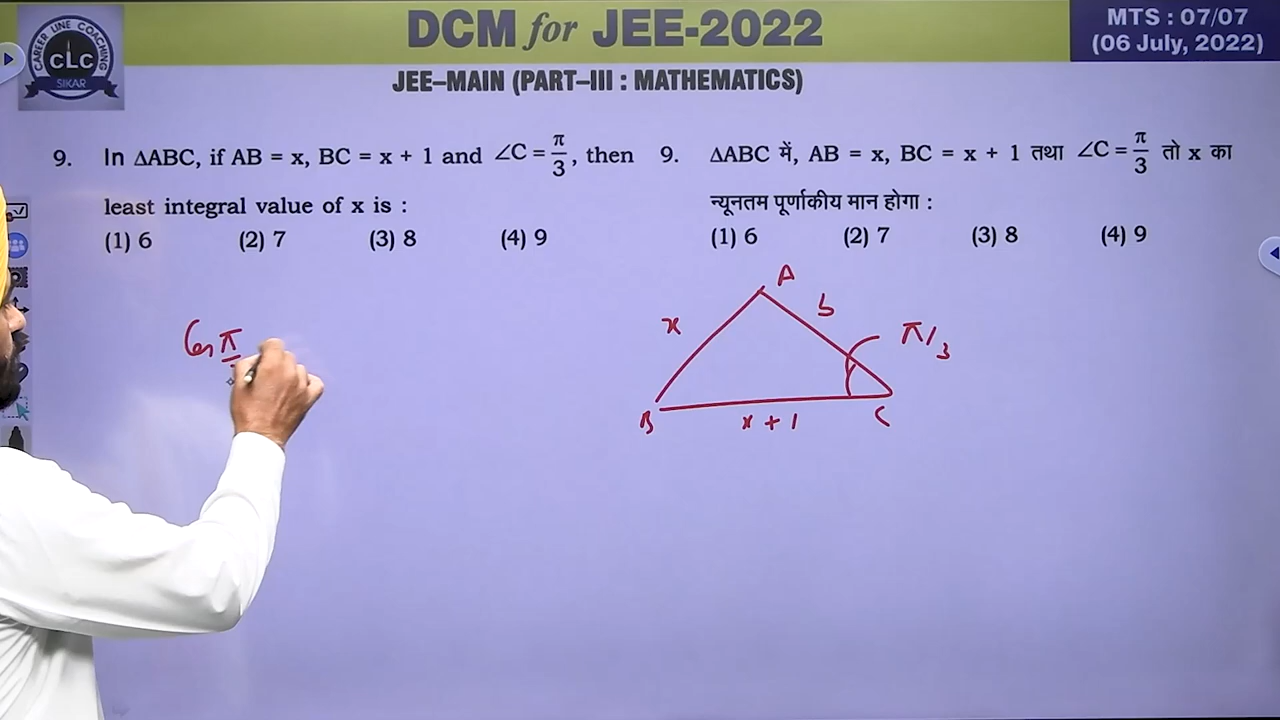 CAREER LINE COACHING
CLC
SIKAR
DCM for JEE-2022
MTS : 07/07
(06 July, 2022)
JEE–MAIN (PART–III : MATHEMATICS)
9. In ΔABC, if AB = x, BC = x + 1 and ∠C = π/3, then
least integral value of x is :
(1) 6 (2) 7 (3) 8 (4) 9
9. ΔABC में, AB = x, BC = x + 1 तथा ∠C = π/3 तो x का
न्यूनतम पूर्णाकीय मान होगा :
(1) 6 (2) 7 (3) 8 (4) 9
Cos π
A
x b π/3
B x + 1 C